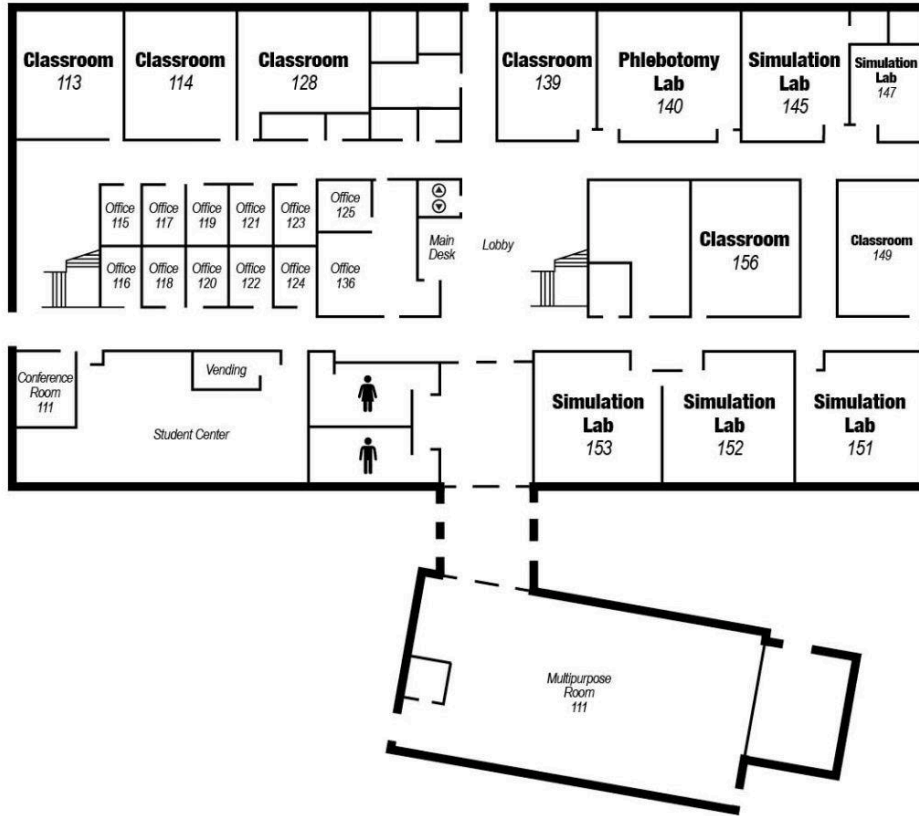 Classroom
113
Classroom
114
Classroom
128
Classroom
139
Phlebotomy
Lab
140
Simulation
Lab
145
Simulation
Lab
147
Office
115
Office
117
Office
119
Office
121
Office
123
Office
125
Office
116
Office
118
Office
120
Office
122
Office
124
Office
136
Main
Desk
Lobby
Classroom
156
Classroom
149
Conference
Room
111
Vending
Student Center
Simulation
Lab
153
Simulation
Lab
152
Simulation
Lab
151
Multipurpose
Room
111